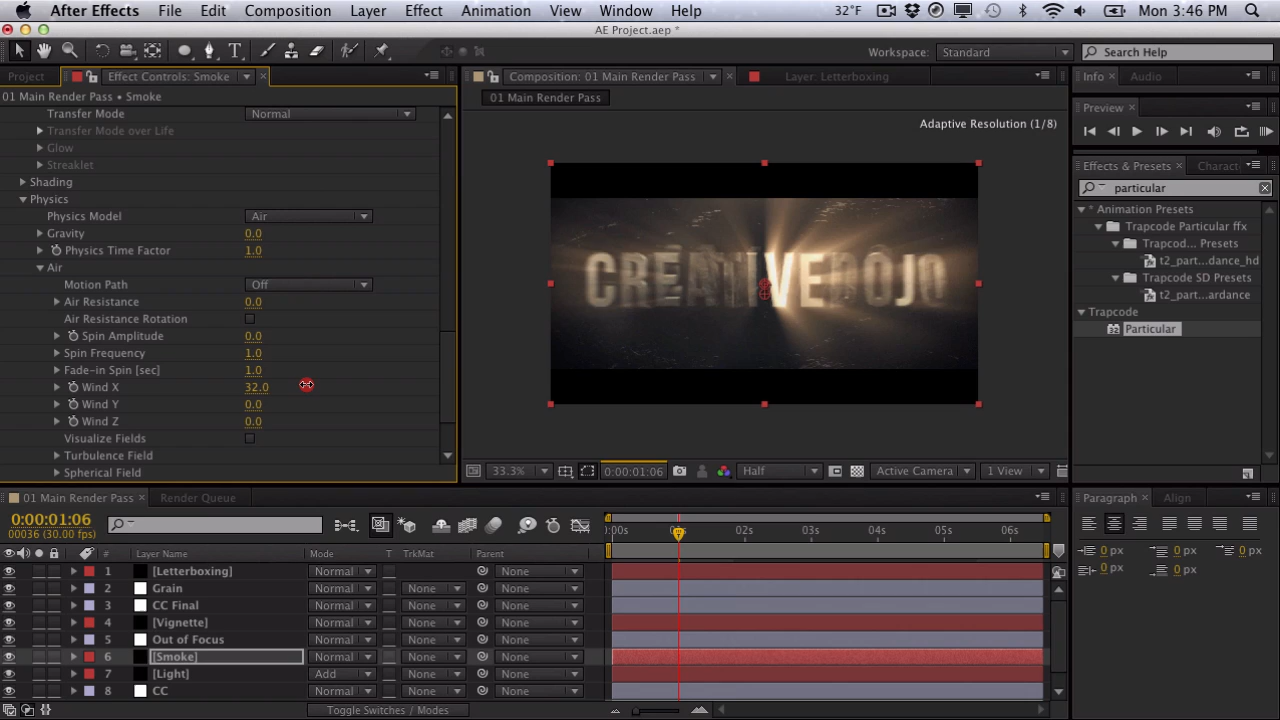 After Effects File Edit Composition Layer Effect Animation View Window Help 32°F Mon 3:46 PM
AE Project.aep *
Workspace: Standard Search Help
Project Effect Controls: Smoke
01 Main Render Pass • Smoke
Transfer Mode Normal
Transfer Mode over Life
Glow
Streaklet
Shading
Physics
Physics Model Air
Gravity 0.0
Physics Time Factor 1.0
Air
Motion Path Off
Air Resistance 0.0
Air Resistance Rotation
Spin Amplitude 0.0
Spin Frequency 1.0
Fade-in Spin [sec] 1.0
Wind X 32.0
Wind Y 0.0
Wind Z 0.0
Visualize Fields
Turbulence Field
Spherical Field
Composition: 01 Main Render Pass Layer: Letterboxing
01 Main Render Pass
Adaptive Resolution (1/8)
CREATIVEDOJO
33.3% 0:00:01:06 Half Active Camera 1 View
Info Audio
Preview
Effects & Presets Charact
particular
* Animation Presets
Trapcode Particular ffx
Trapcod... Presets
t2_part...dance_hd
Trapcode SD Presets
t2_part...ardance
Trapcode
32 Particular
01 Main Render Pass Render Queue
0:00:01:06
00036 (30.00 fps)
# Layer Name Mode T TrkMat Parent
:00s 02s 03s 04s 05s 06s
1 [Letterboxing] Normal None
2 Grain Normal None None
3 CC Final Normal None None
4 [Vignette] Normal None None
5 Out of Focus Normal None None
6 [Smoke] Normal None None
7 [Light] Add None None
8 CC Normal None None
Toggle Switches / Modes
Paragraph Align
0 px 0 px 0 px
0 px 0 px